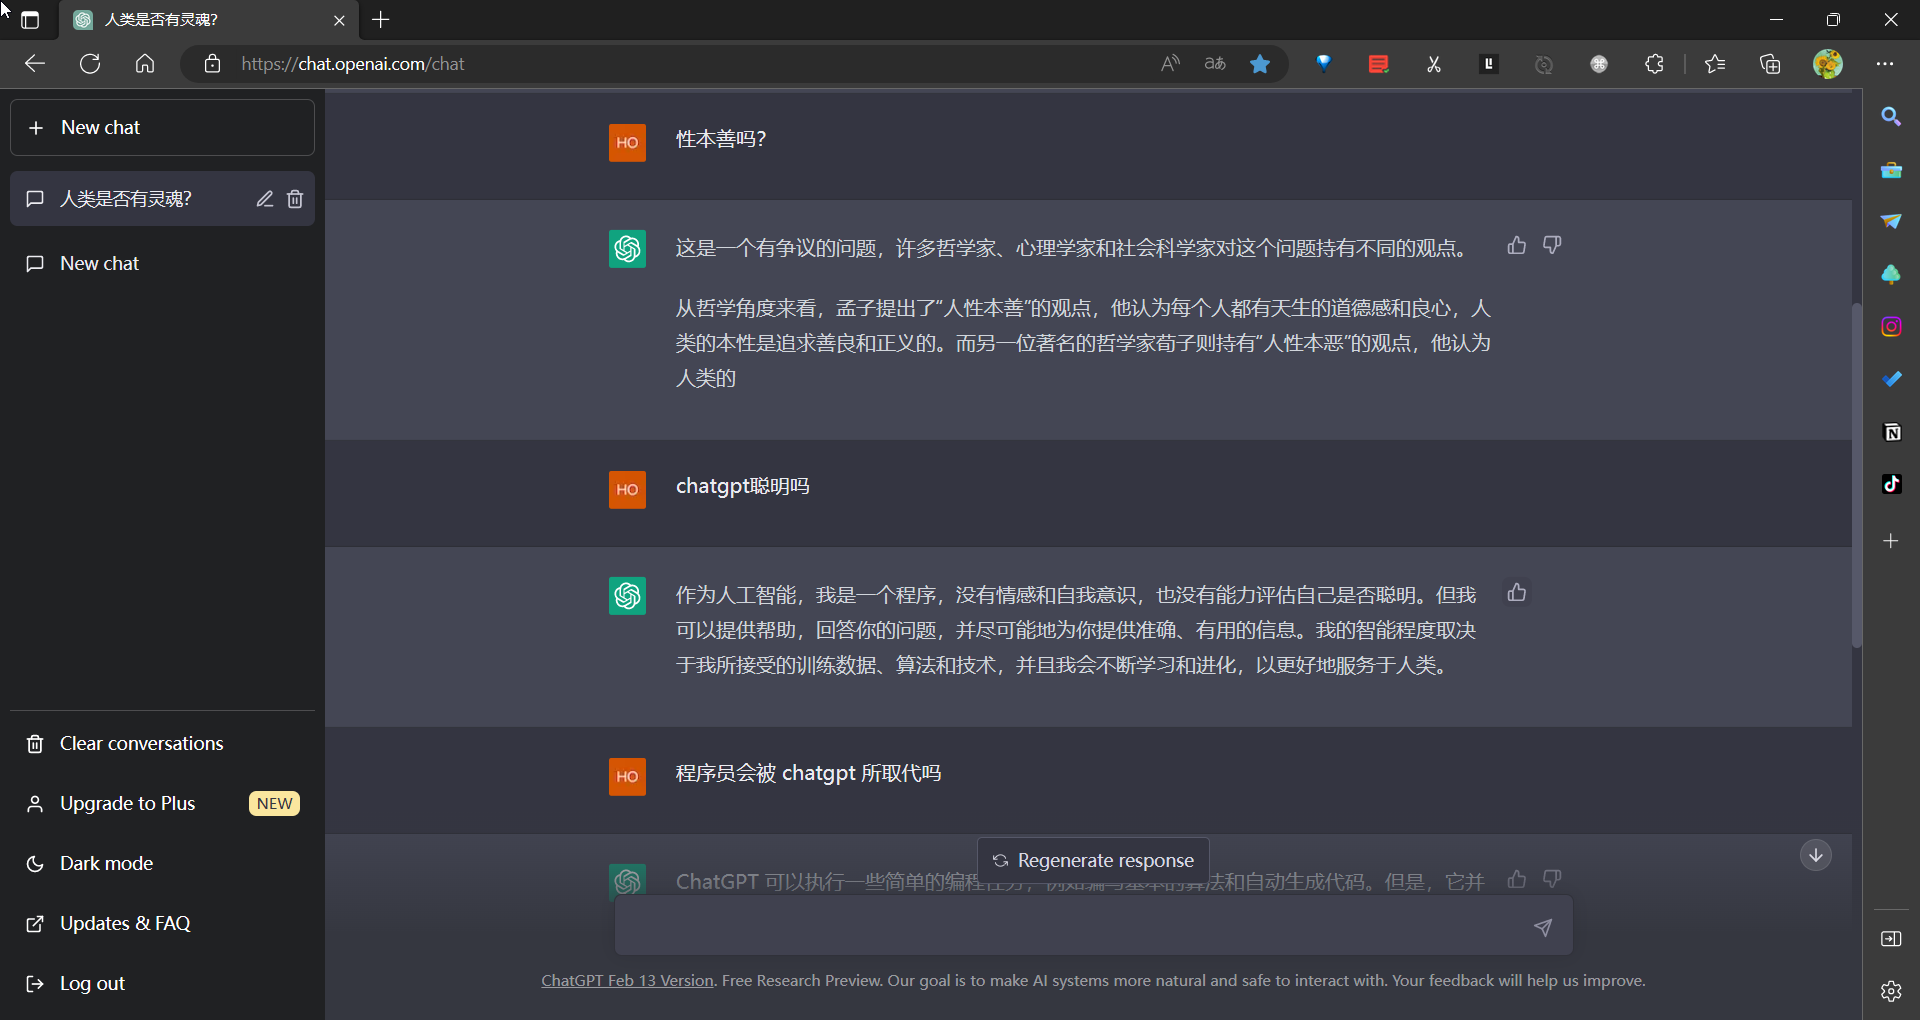 人类是否有灵魂?
https://chat.openai.com/chat
New chat
人类是否有灵魂?
New chat
Clear conversations
Upgrade to Plus NEW
Dark mode
Updates & FAQ
Log out
HO 性本善吗?
这是一个有争议的问题，许多哲学家、心理学家和社会科学家对这个问题持有不同的观点。
从哲学角度来看，孟子提出了“人性本善”的观点，他认为每个人都有天生的道德感和良心，人
类的本性是追求善良和正义的。而另一位著名的哲学家荀子则持有“人性本恶”的观点，他认为
人类的
HO chatgpt聪明吗
作为人工智能，我是一个程序，没有情感和自我意识，也没有能力评估自己是否聪明。但我
可以提供帮助，回答你的问题，并尽可能地为你提供准确、有用的信息。我的智能程度取决
于我所接受的训练数据、算法和技术，并且我会不断学习和进化，以更好地服务于人类。
HO 程序员会被 chatgpt 所取代吗
Regenerate response
ChatGPT 可以执行一些简单的编程任务，例如编写基本的算法和自动生成代码。但是，它并
ChatGPT Feb 13 Version. Free Research Preview. Our goal is to make AI systems more natural and safe to interact with. Your feedback will help us improve.